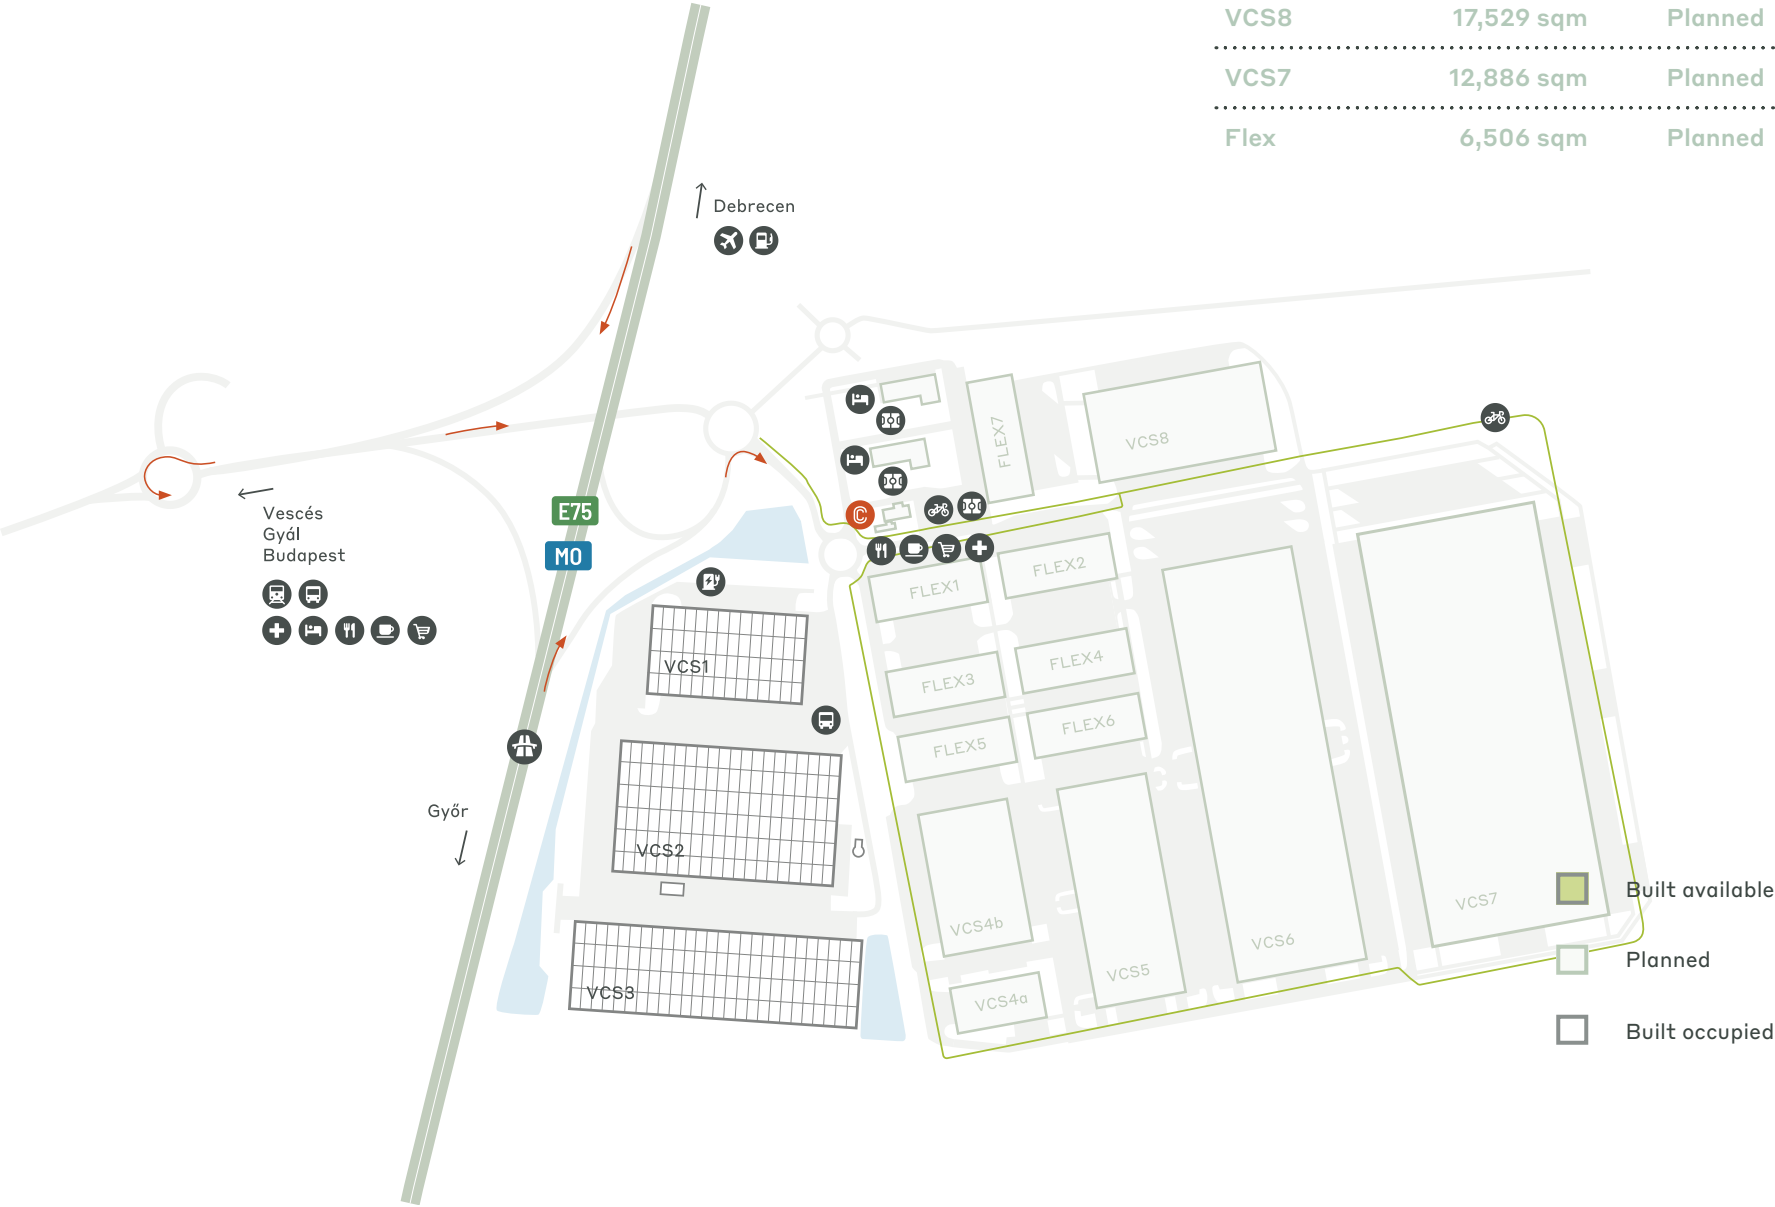 VCS8 17,529 sqm Planned
VCS7 12,886 sqm Planned
Flex 6,506 sqm Planned
Debrecen
E75
M0
Vescés
Gyál
Budapest
Győr
C
FLEX7
VCS8
FLEX1
FLEX2
FLEX3
FLEX4
FLEX5
FLEX6
VCS1
VCS2
VCS3
VCS4b
VCS4a
VCS5
VCS6
VCS7
Built available
Planned
Built occupied